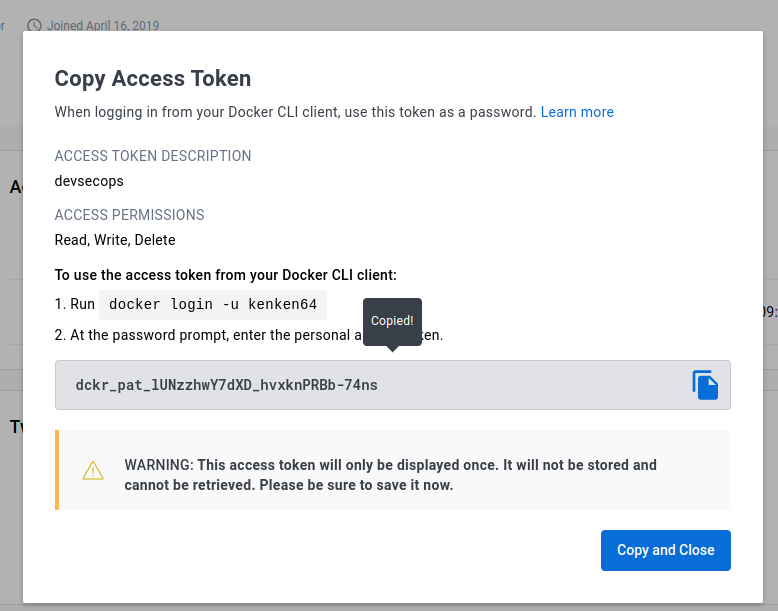 Joined April 16, 2019
Copy Access Token
When logging in from your Docker CLI client, use this token as a password. Learn more
ACCESS TOKEN DESCRIPTION
devsecops
ACCESS PERMISSIONS
Read, Write, Delete
To use the access token from your Docker CLI client:
1. Run docker login -u kenken64
Copied!
2. At the password prompt, enter the personal
dckr_pat_lUNzzhwY7dXD_hvxknPRBb-74ns
WARNING: This access token will only be displayed once. It will not be stored and
cannot be retrieved. Please be sure to save it now.
Copy and Close